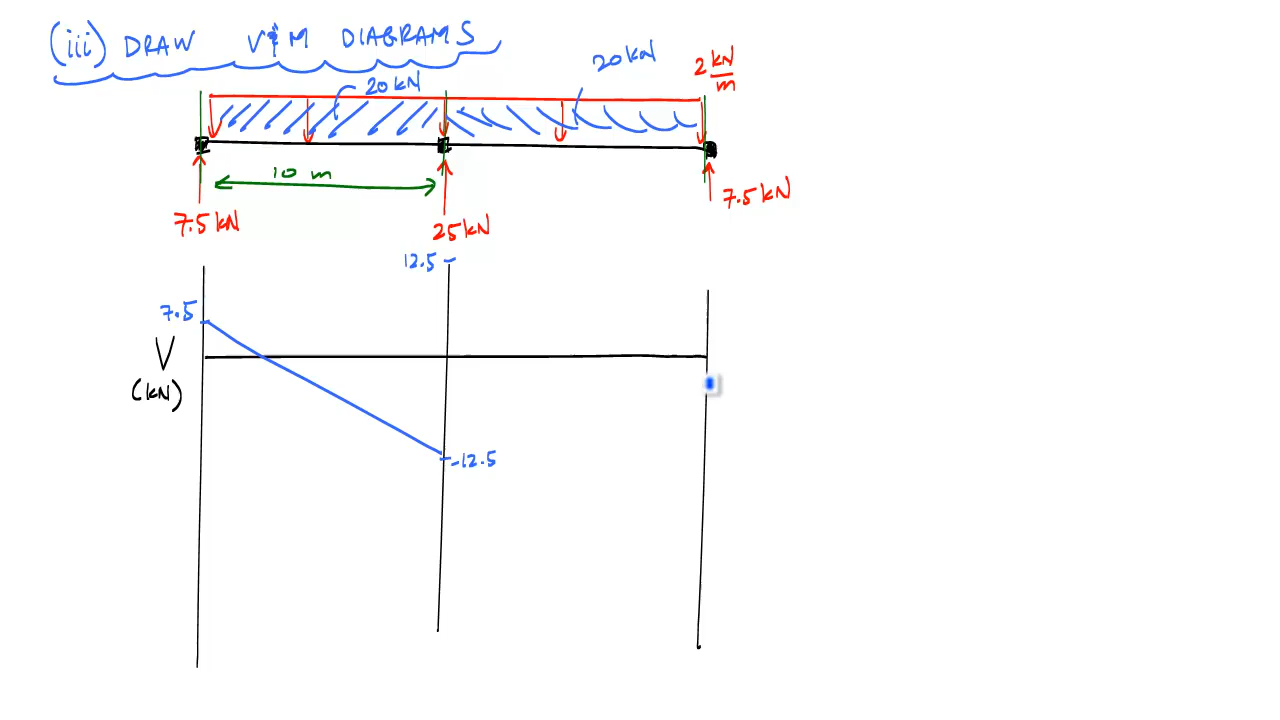 (iii) DRAW V & M DIAGRAMS
20 kN
20 kN
2 kN/m
10 m
7.5 kN
25 kN
7.5 kN
12.5
7.5
V
(kN)
-12.5